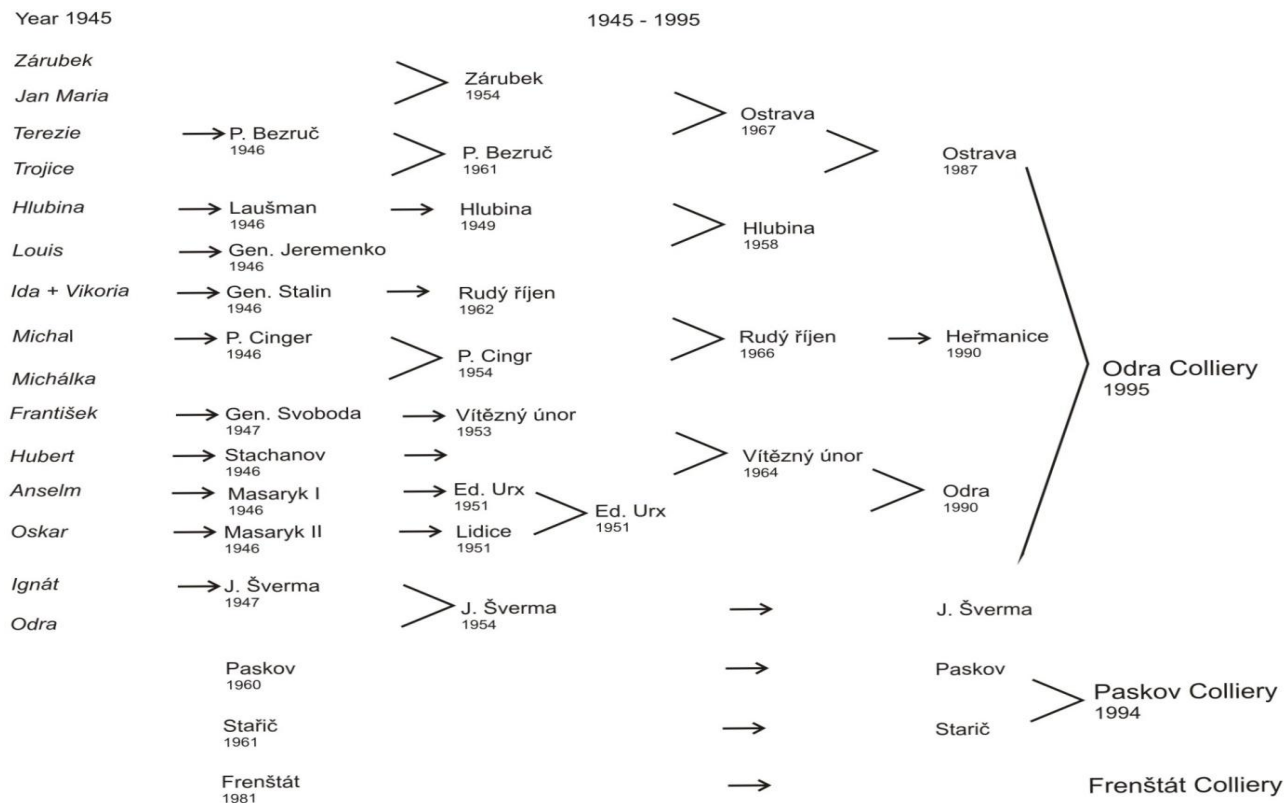 Year 1945
1945 - 1995
Zárubek
Jan Maria
Zárubek
1954
Ostrava
1967
Terezie
P. Bezruč
1946
Trojice
P. Bezruč
1961
Ostrava
1987
Hlubina
Laušman
1946
Hlubina
1949
Hlubina
1958
Louis
Gen. Jeremenko
1946
Ida + Vikoria
Gen. Stalin
1946
Rudý říjen
1962
Michal
P. Cinger
1946
Rudý říjen
1966
Heřmanice
1990
Michálka
P. Cingr
1954
Odra Colliery
1995
František
Gen. Svoboda
1947
Vítězný únor
1953
Hubert
Stachanov
1946
Vítězný únor
1964
Anselm
Masaryk I
1946
Ed. Urx
1951
Ed. Urx
1951
Odra
1990
Oskar
Masaryk II
1946
Lidice
1951
Ignát
J. Šverma
1947
Odra
J. Šverma
1954
J. Šverma
Paskov
1960
Paskov
Paskov Colliery
1994
Stařič
1961
Starič
Frenštát
1981
Frenštát Colliery